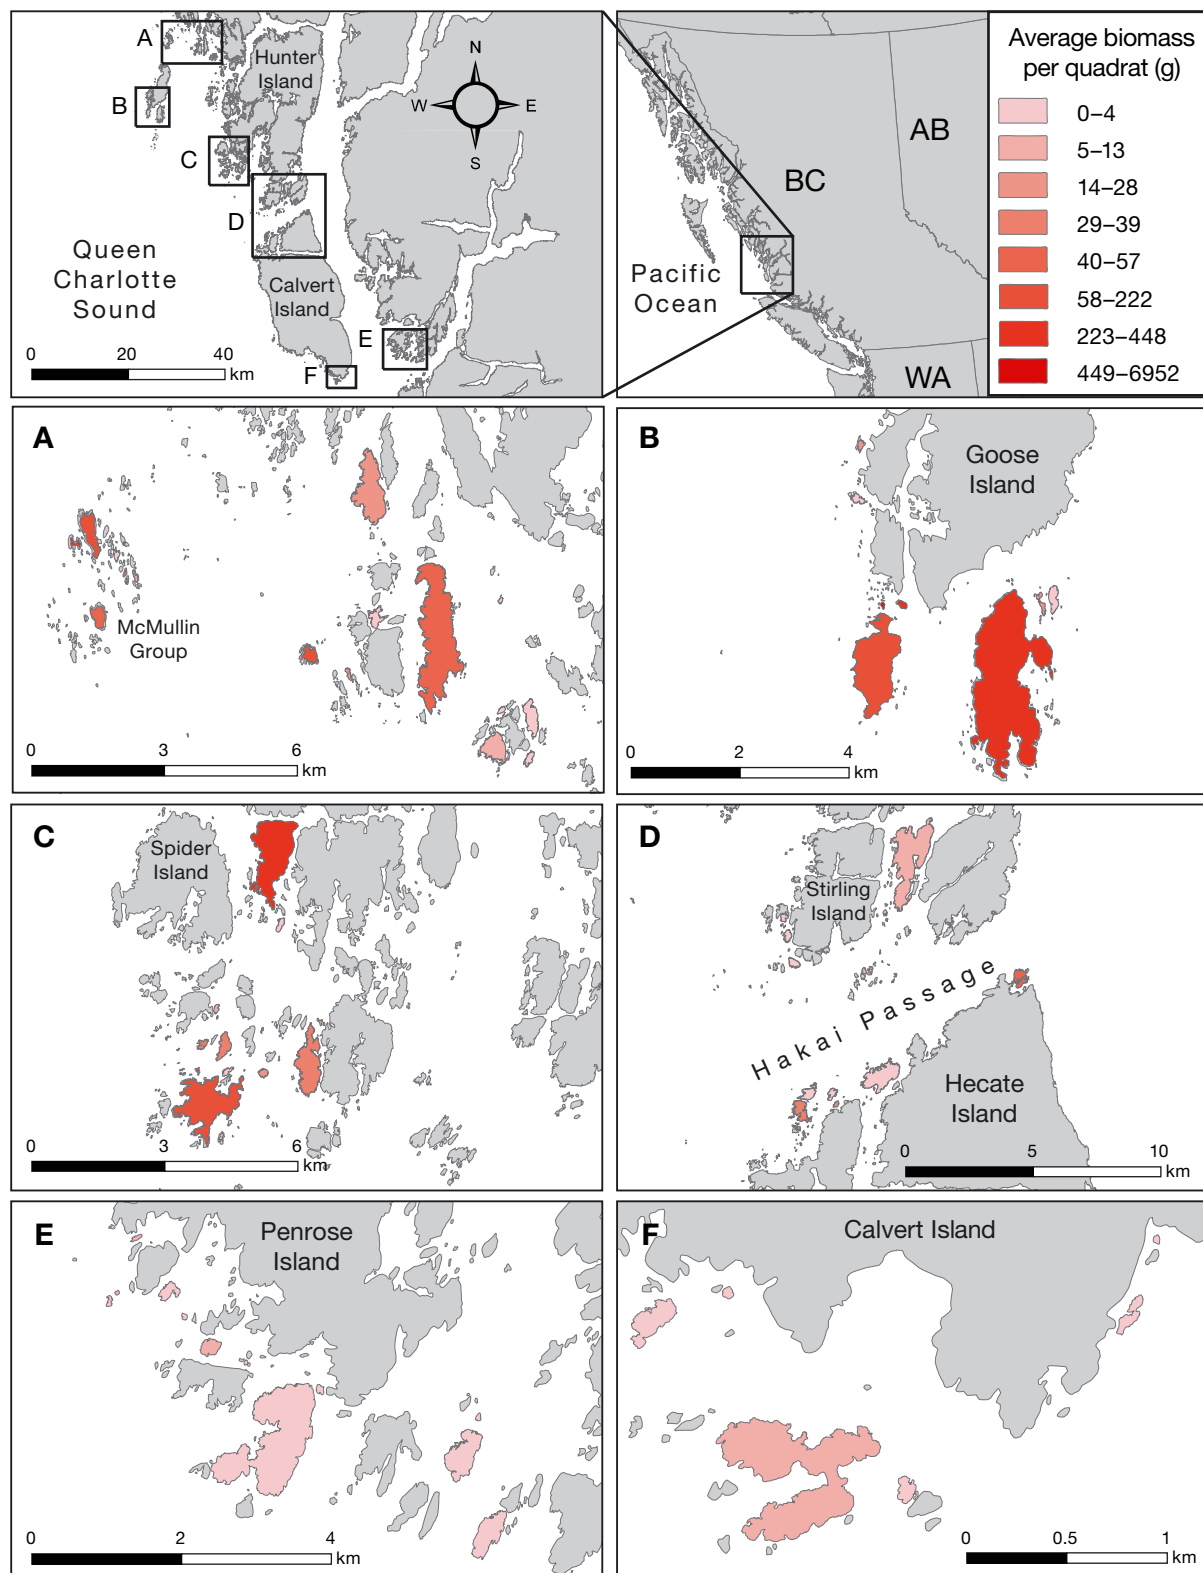 A
B
C
D
E
F
Hunter
Island
N
W
E
S
Queen
Charlotte
Sound
Calvert
Island
0 20 40
km
AB
BC
Pacific
Ocean
WA
Average biomass
per quadrat (g)
0–4
5–13
14–28
29–39
40–57
58–222
223–448
449–6952
A
McMullin
Group
0 3 6
km
B
Goose
Island
0 2 4
km
C
Spider
Island
0 3 6
km
D
Stirling
Island
Hakai Passage
Hecate
Island
0 5 10
km
E
Penrose
Island
0 2 4
km
F
Calvert Island
0 0.5 1
km